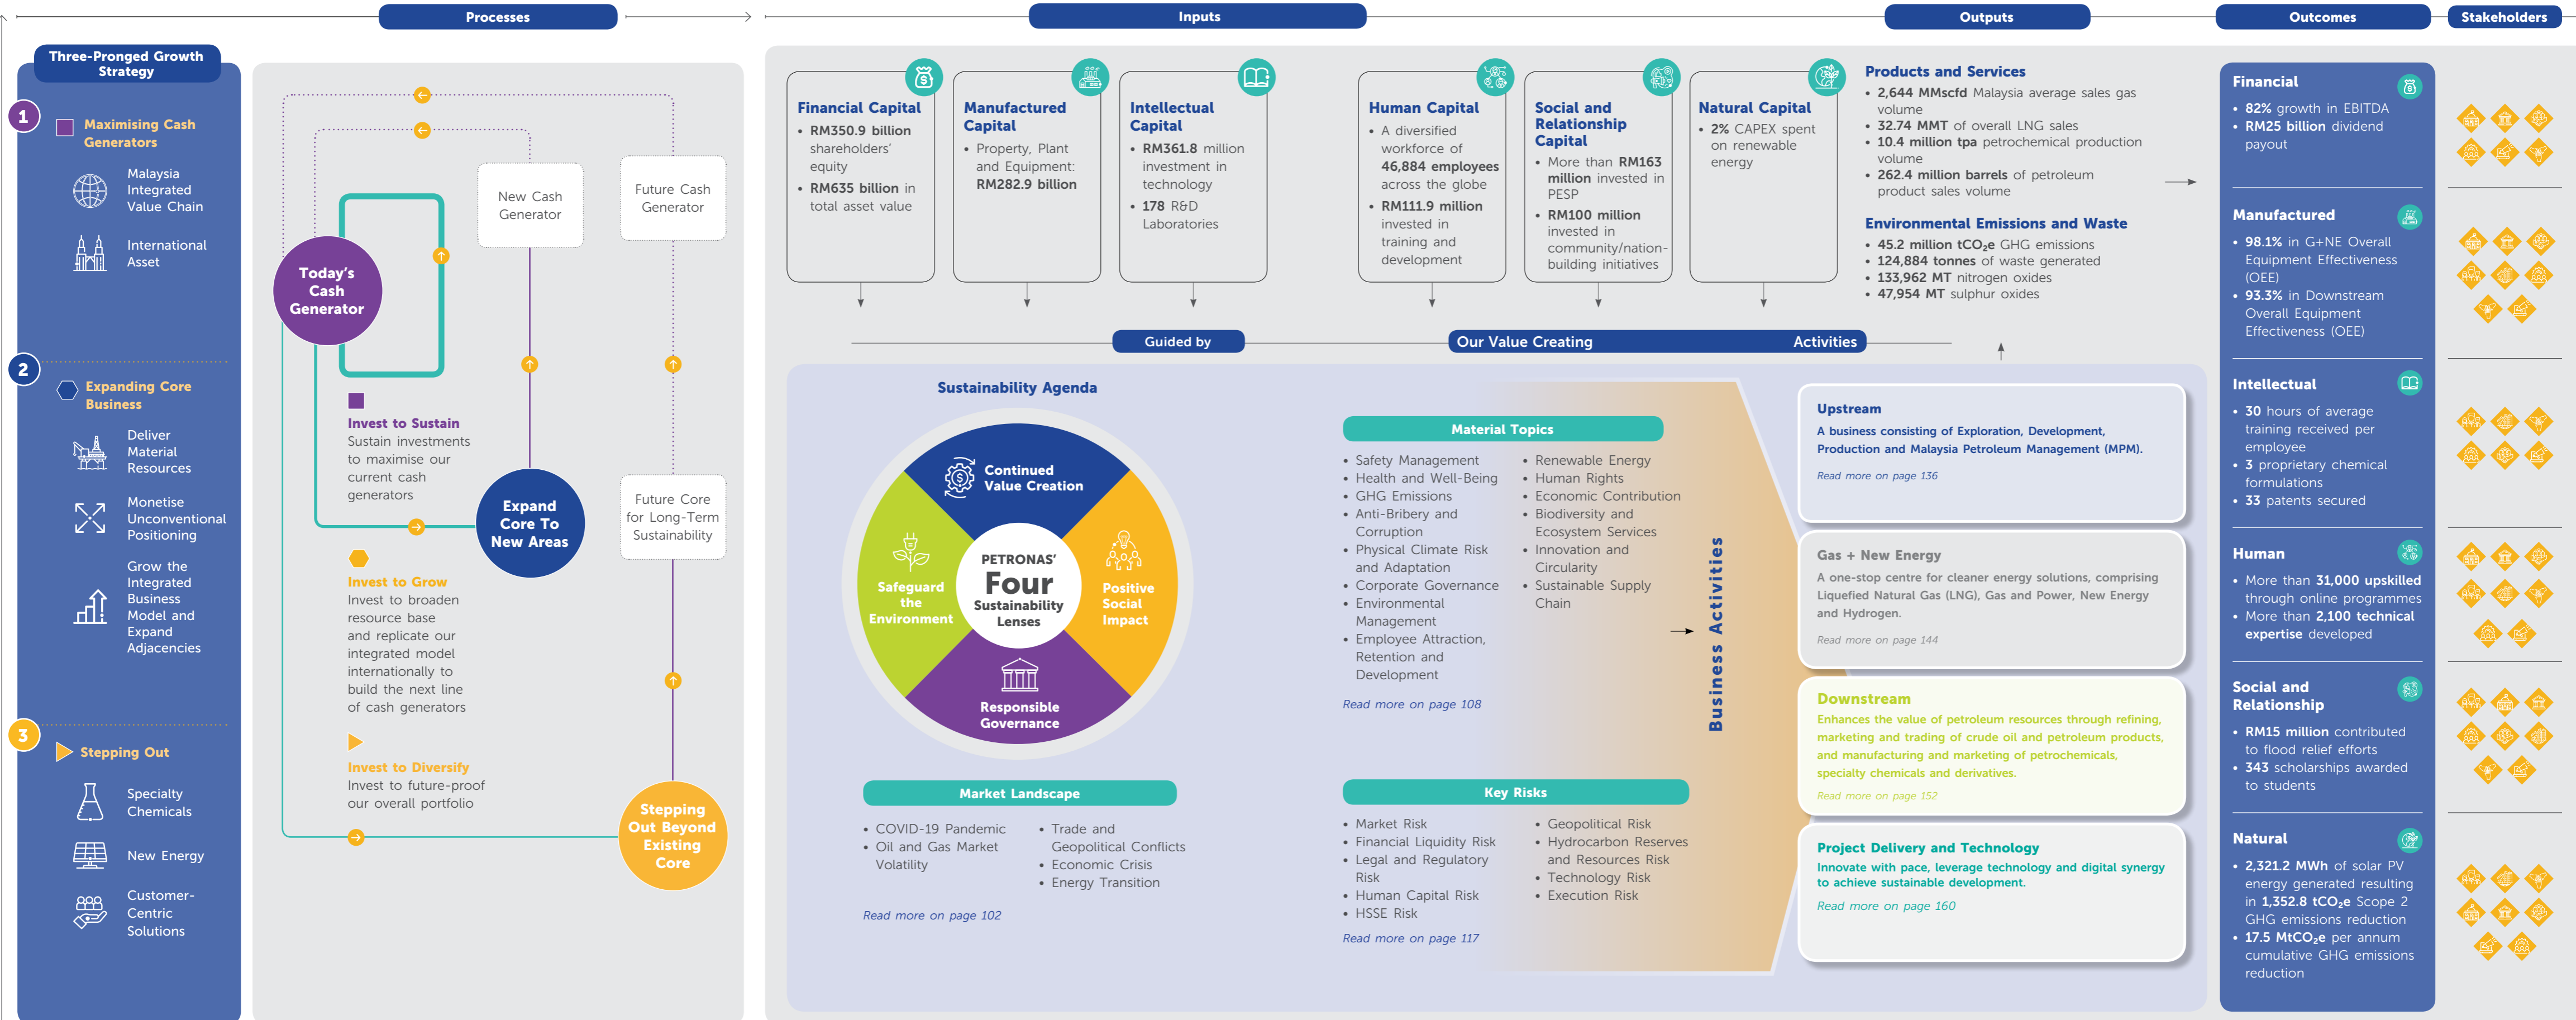 Processes
Inputs
Outputs
Outcomes
Stakeholders
Three-Pronged Growth
Strategy
1
Maximising Cash
Generators
Malaysia
Integrated
Value Chain
International
Asset
2
Expanding Core
Business
Deliver
Material
Resources
Monetise
Unconventional
Positioning
Grow the
Integrated
Business
Model and
Expand
Adjacencies
3
Stepping Out
Specialty
Chemicals
New Energy
Customer-
Centric
Solutions
Today's
Cash
Generator
New Cash
Generator
Future Cash
Generator
Invest to Sustain
Sustain investments
to maximise our
current cash
generators
Expand
Core To
New Areas
Future Core
for Long-Term
Sustainability
Invest to Grow
Invest to broaden
resource base
and replicate our
integrated model
internationally to
build the next line
of cash generators
Invest to Diversify
Invest to future-proof
our overall portfolio
Stepping
Out Beyond
Existing
Core
Financial Capital
• RM350.9 billion
shareholders'
equity
• RM635 billion in
total asset value
Manufactured
Capital
• Property, Plant
and Equipment:
RM282.9 billion
Intellectual
Capital
• RM361.8 million
investment in
technology
• 178 R&D
Laboratories
Human Capital
• A diversified
workforce of
46,884 employees
across the globe
• RM111.9 million
invested in
training and
development
Social and
Relationship
Capital
• More than RM163
million invested in
PESP
• RM100 million
invested in
community/nation-
building initiatives
Natural Capital
• 2% CAPEX spent
on renewable
energy
Products and Services
• 2,644 MMscfd Malaysia average sales gas
volume
• 32.74 MMT of overall LNG sales
• 10.4 million tpa petrochemical production
volume
• 262.4 million barrels of petroleum
product sales volume
Environmental Emissions and Waste
• 45.2 million tCO₂e GHG emissions
• 124,884 tonnes of waste generated
• 133,962 MT nitrogen oxides
• 47,954 MT sulphur oxides
Guided by
Our Value Creating Activities
Sustainability Agenda
Continued
Value Creation
Safeguard
the
Environment
PETRONAS'
Four
Sustainability
Lenses
Positive
Social
Impact
Responsible
Governance
Market Landscape
• COVID-19 Pandemic
• Oil and Gas Market
Volatility
• Trade and
Geopolitical Conflicts
• Economic Crisis
• Energy Transition
Read more on page 102
Material Topics
• Safety Management
• Health and Well-Being
• GHG Emissions
• Anti-Bribery and
Corruption
• Physical Climate Risk
and Adaptation
• Corporate Governance
• Environmental
Management
• Employee Attraction,
Retention and
Development
• Renewable Energy
• Human Rights
• Economic Contribution
• Biodiversity and
Ecosystem Services
• Innovation and
Circularity
• Sustainable Supply
Chain
Read more on page 108
Key Risks
• Market Risk
• Financial Liquidity Risk
• Legal and Regulatory
Risk
• Human Capital Risk
• HSSE Risk
• Geopolitical Risk
• Hydrocarbon Reserves
and Resources Risk
• Technology Risk
• Execution Risk
Read more on page 117
Business Activities
Upstream
A business consisting of Exploration, Development,
Production and Malaysia Petroleum Management (MPM).
Read more on page 136
Gas + New Energy
A one-stop centre for cleaner energy solutions, comprising
Liquefied Natural Gas (LNG), Gas and Power, New Energy
and Hydrogen.
Read more on page 144
Downstream
Enhances the value of petroleum resources through refining,
marketing and trading of crude oil and petroleum products,
and manufacturing and marketing of petrochemicals,
specialty chemicals and derivatives.
Read more on page 152
Project Delivery and Technology
Innovate with pace, leverage technology and digital synergy
to achieve sustainable development.
Read more on page 160
Financial
• 82% growth in EBITDA
• RM25 billion dividend
payout
Manufactured
• 98.1% in G+NE Overall
Equipment Effectiveness
(OEE)
• 93.3% in Downstream
Overall Equipment
Effectiveness (OEE)
Intellectual
• 30 hours of average
training received per
employee
• 3 proprietary chemical
formulations
• 33 patents secured
Human
• More than 31,000 upskilled
through online programmes
• More than 2,100 technical
expertise developed
Social and
Relationship
• RM15 million contributed
to flood relief efforts
• 343 scholarships awarded
to students
Natural
• 2,321.2 MWh of solar PV
energy generated resulting
in 1,352.8 tCO₂e Scope 2
GHG emissions reduction
• 17.5 MtCO₂e per annum
cumulative GHG emissions
reduction